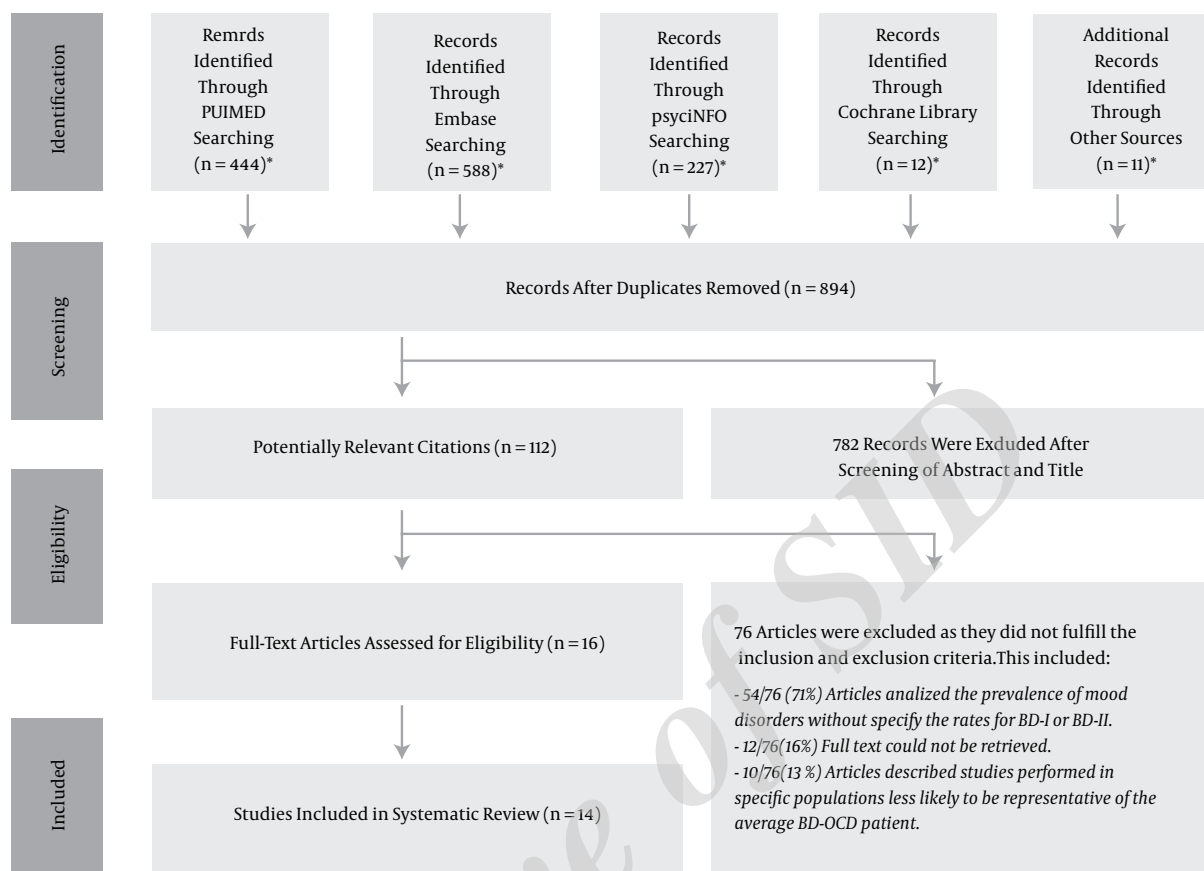 Identification
Remrds
Identified
Through
PUIMED
Searching
(n = 444)*
Records
Identified
Through
Embase
Searching
(n = 588)*
Records
Identified
Through
psyciNFO
Searching
(n = 227)*
Records
Identified
Through
Cochrane Library
Searching
(n = 12)*
Additional
Records
Identified
Through
Other Sources
(n = 11)*
Screening
Records After Duplicates Removed (n = 894)
Potentially Relevant Citations (n = 112)
782 Records Were Exduded After
Screening of Abstract and Title
Eligibility
Full-Text Articles Assessed for Eligibility (n = 16)
76 Articles were excluded as they did not fulfill the
inclusion and exclusion criteria.This included:
- 54/76 (71%) Articles analized the prevalence of mood
disorders without specify the rates for BD-I or BD-II.
- 12/76(16%) Full text could not be retrieved.
- 10/76(13 %) Articles described studies performed in
specific populations less likely to be representative of the
average BD-OCD patient.
Included
Studies Included in Systematic Review (n = 14)
of SID